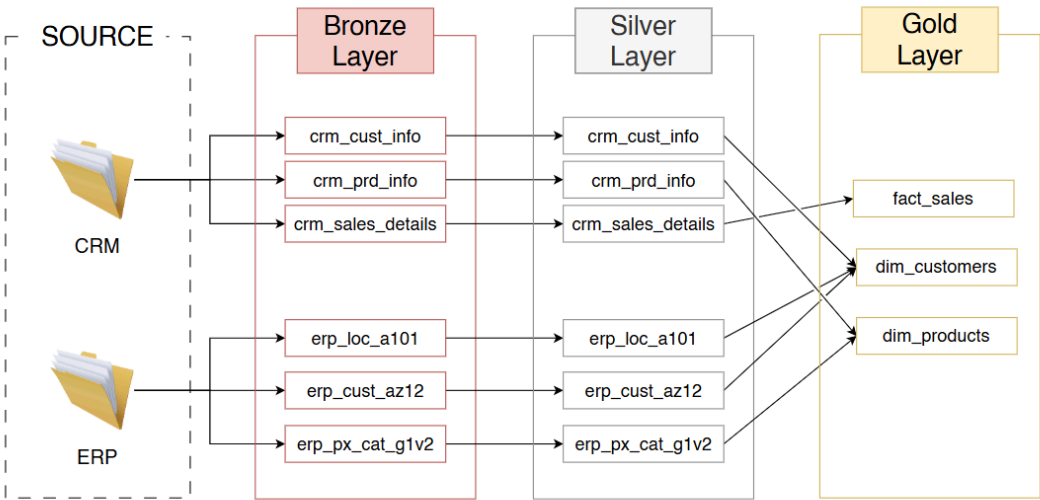 SOURCE
Bronze
Layer
Silver
Layer
Gold
Layer
CRM
ERP
crm_cust_info
crm_prd_info
crm_sales_details
erp_loc_a101
erp_cust_az12
erp_px_cat_g1v2
crm_cust_info
crm_prd_info
crm_sales_details
erp_loc_a101
erp_cust_az12
erp_px_cat_g1v2
fact_sales
dim_customers
dim_products